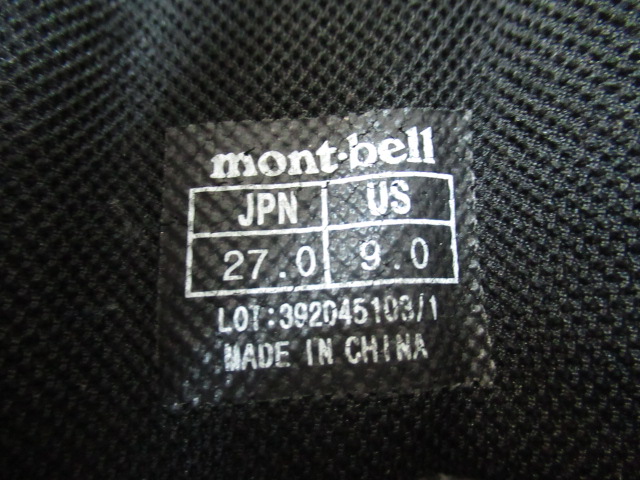 mont·bell
JPN US
27.0 9.0
LOT:392045103/1
MADE IN CHINA